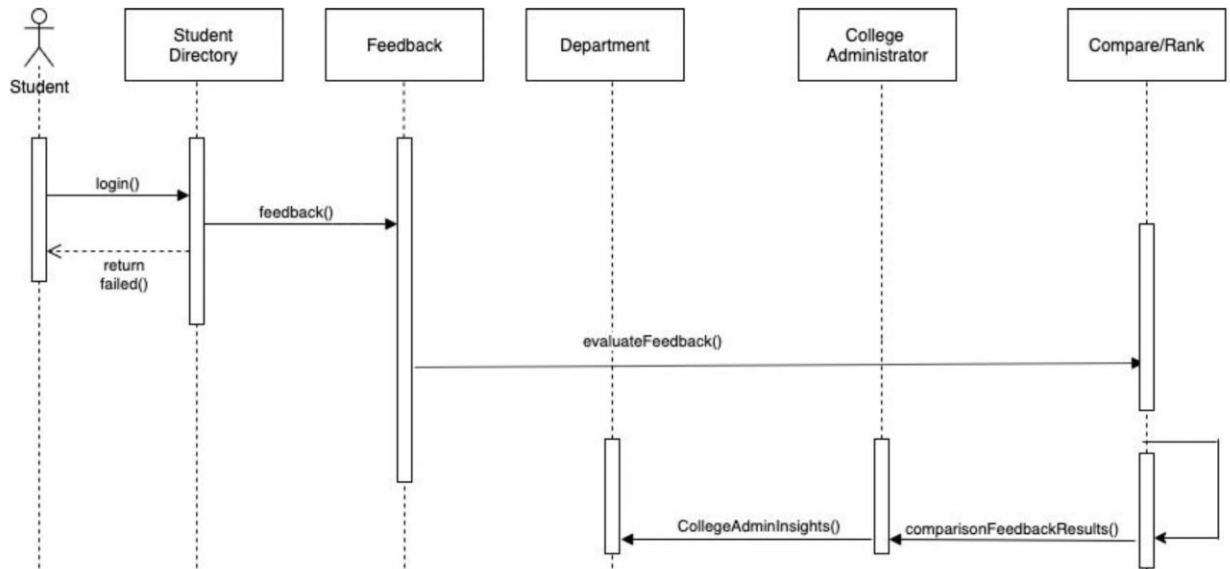 Student
Student
Directory
Feedback
Department
College
Administrator
Compare/Rank
login()
feedback()
return
failed()
evaluateFeedback()
CollegeAdminInsights()
comparisonFeedbackResults()